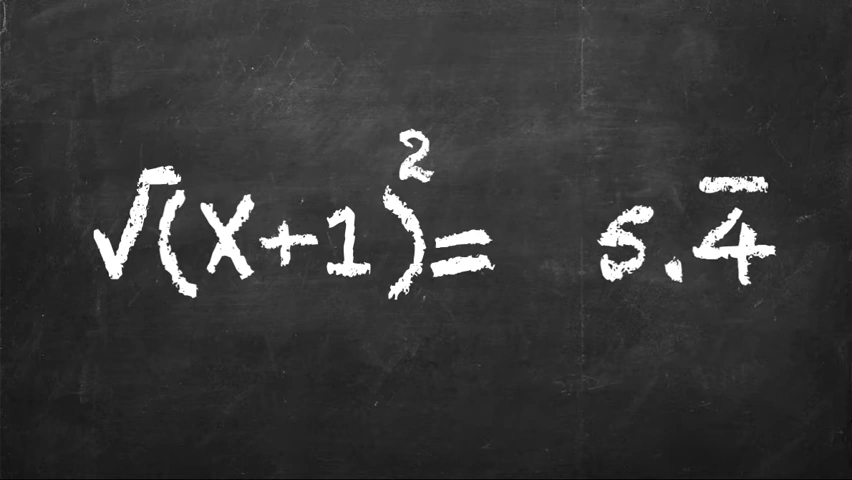 √(x+1)²= 5.4̅